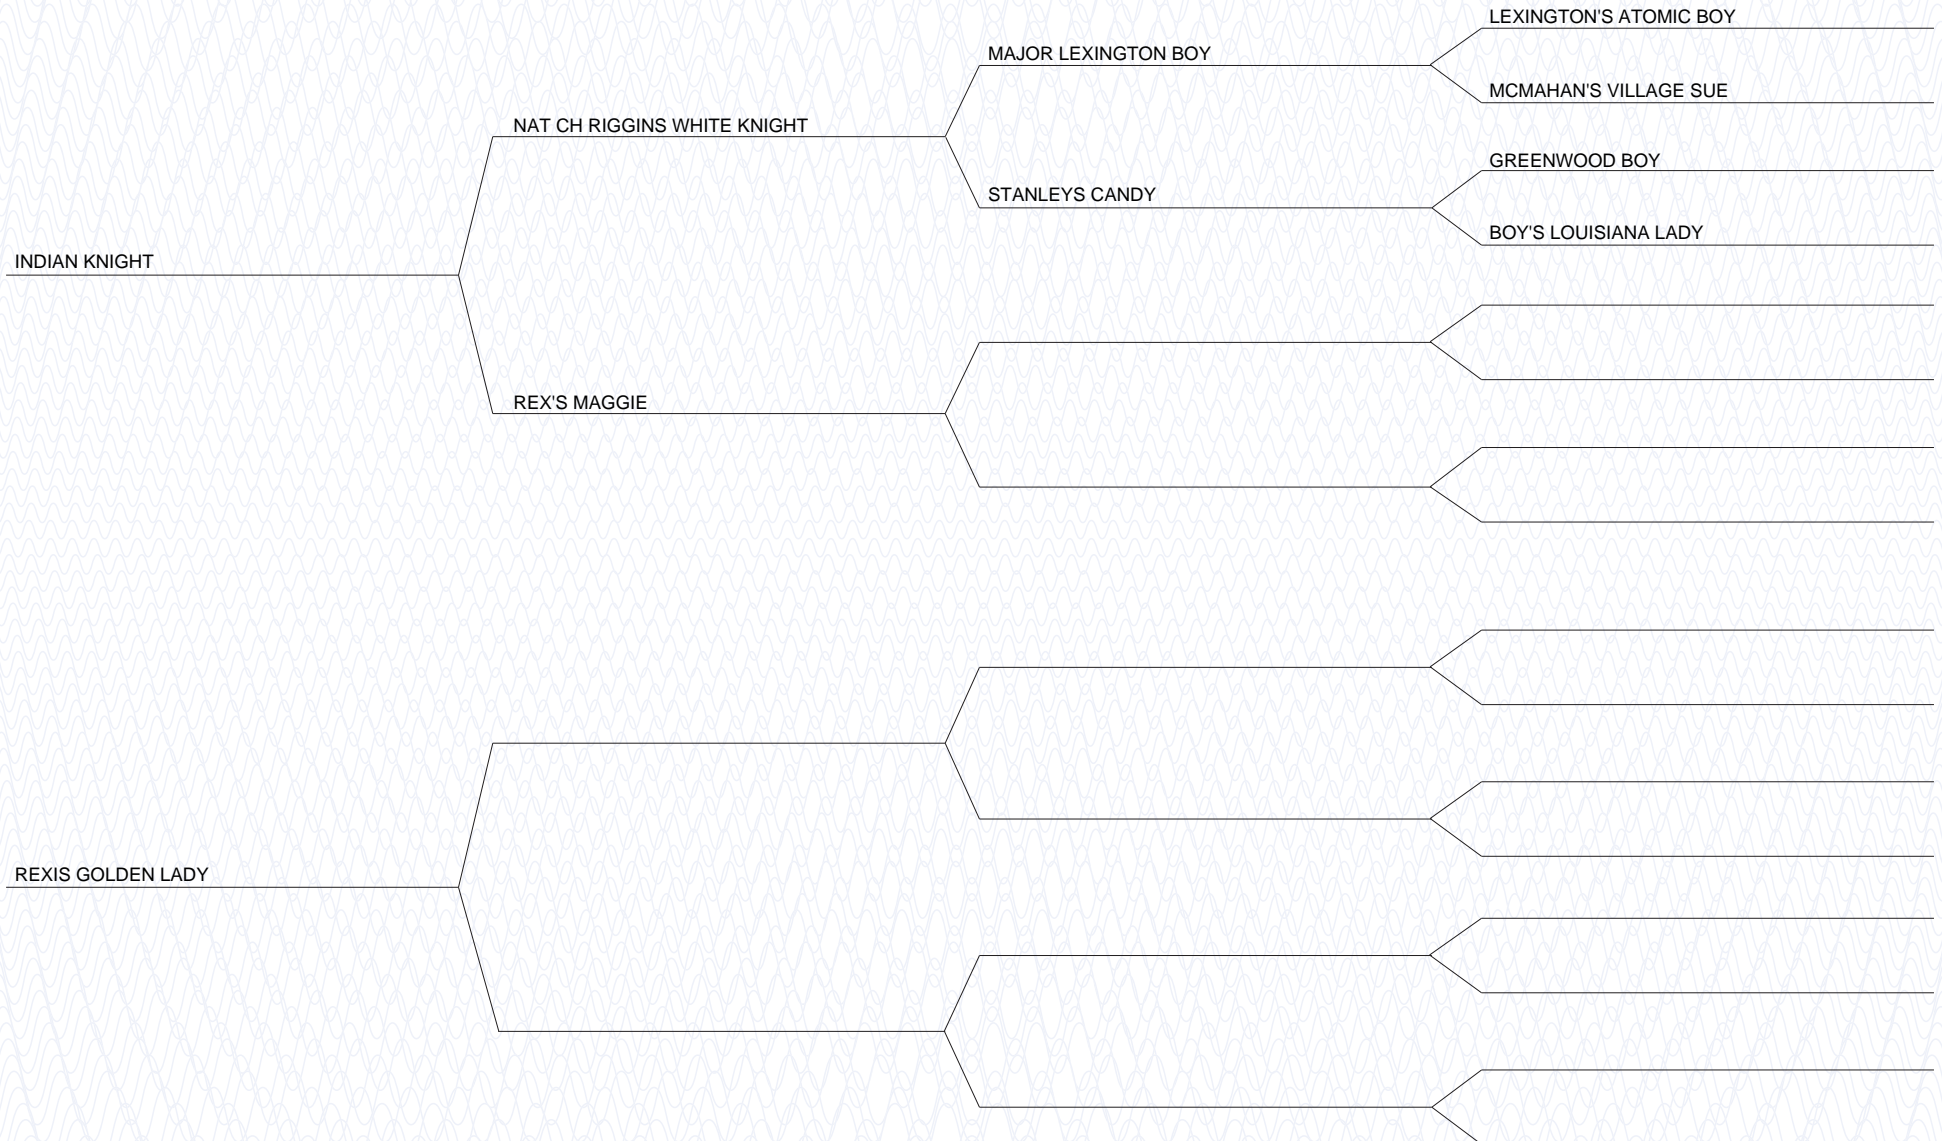 LEXINGTON'S ATOMIC BOY
MAJOR LEXINGTON BOY
MCMAHAN'S VILLAGE SUE
NAT CH RIGGINS WHITE KNIGHT
GREENWOOD BOY
STANLEYS CANDY
BOY'S LOUISIANA LADY
INDIAN KNIGHT
REX'S MAGGIE
REXIS GOLDEN LADY